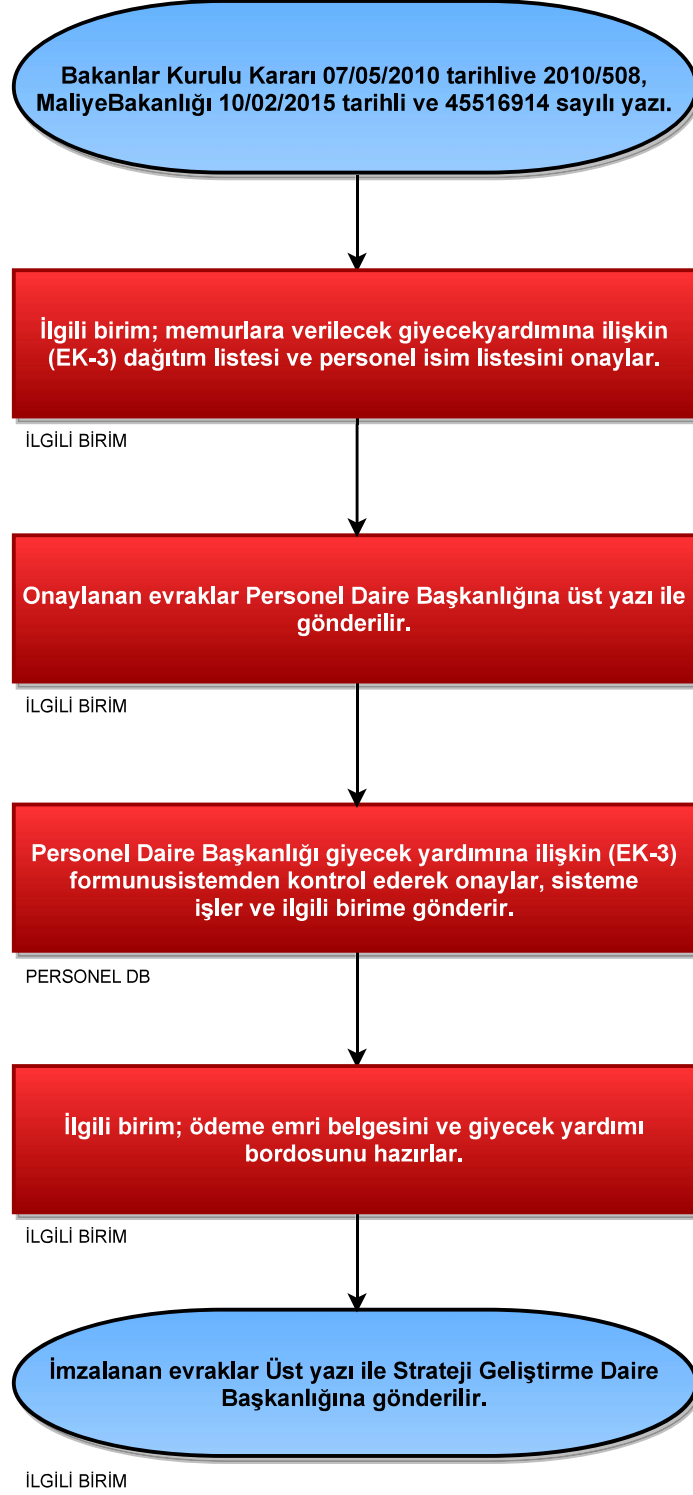 Bakanlar Kurulu Kararı 07/05/2010 tarihlive 2010/508,
MaliyeBakanlığı 10/02/2015 tarihli ve 45516914 sayılı yazı.
İlgili birim; memurlara verilecek giyecekyardımına ilişkin
(EK-3) dağıtım listesi ve personel isim listesini onaylar.
İLGİLİ BİRİM
Onaylanan evraklar Personel Daire Başkanlığına üst yazı ile
gönderilir.
İLGİLİ BİRİM
Personel Daire Başkanlığı giyecek yardımına ilişkin (EK-3)
formunusistemden kontrol ederek onaylar, sisteme
işler ve ilgili birime gönderir.
PERSONEL DB
İlgili birim; ödeme emri belgesini ve giyecek yardımı
bordosunu hazırlar.
İLGİLİ BİRİM
İmzalanan evraklar Üst yazı ile Strateji Geliştirme Daire
Başkanlığına gönderilir.
İLGİLİ BİRİM